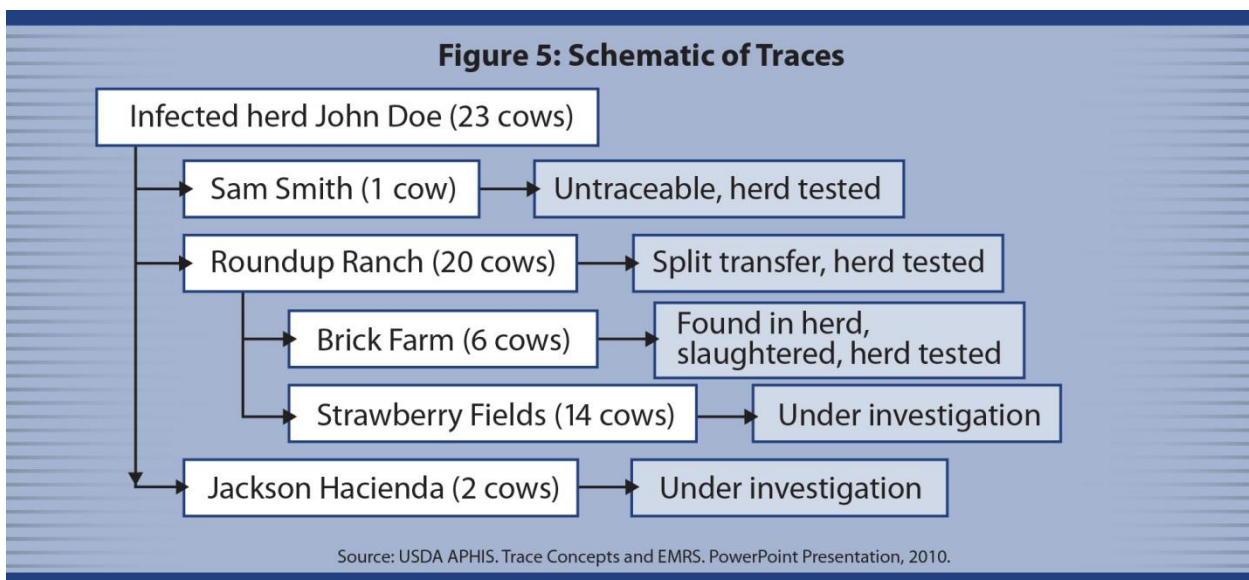 Figure 5: Schematic of Traces
Infected herd John Doe (23 cows)
Sam Smith (1 cow)
Untraceable, herd tested
Roundup Ranch (20 cows)
Split transfer, herd tested
Brick Farm (6 cows)
Found in herd,
slaughtered, herd tested
Strawberry Fields (14 cows)
Under investigation
Jackson Hacienda (2 cows)
Under investigation
Source: USDA APHIS. Trace Concepts and EMRS. PowerPoint Presentation, 2010.